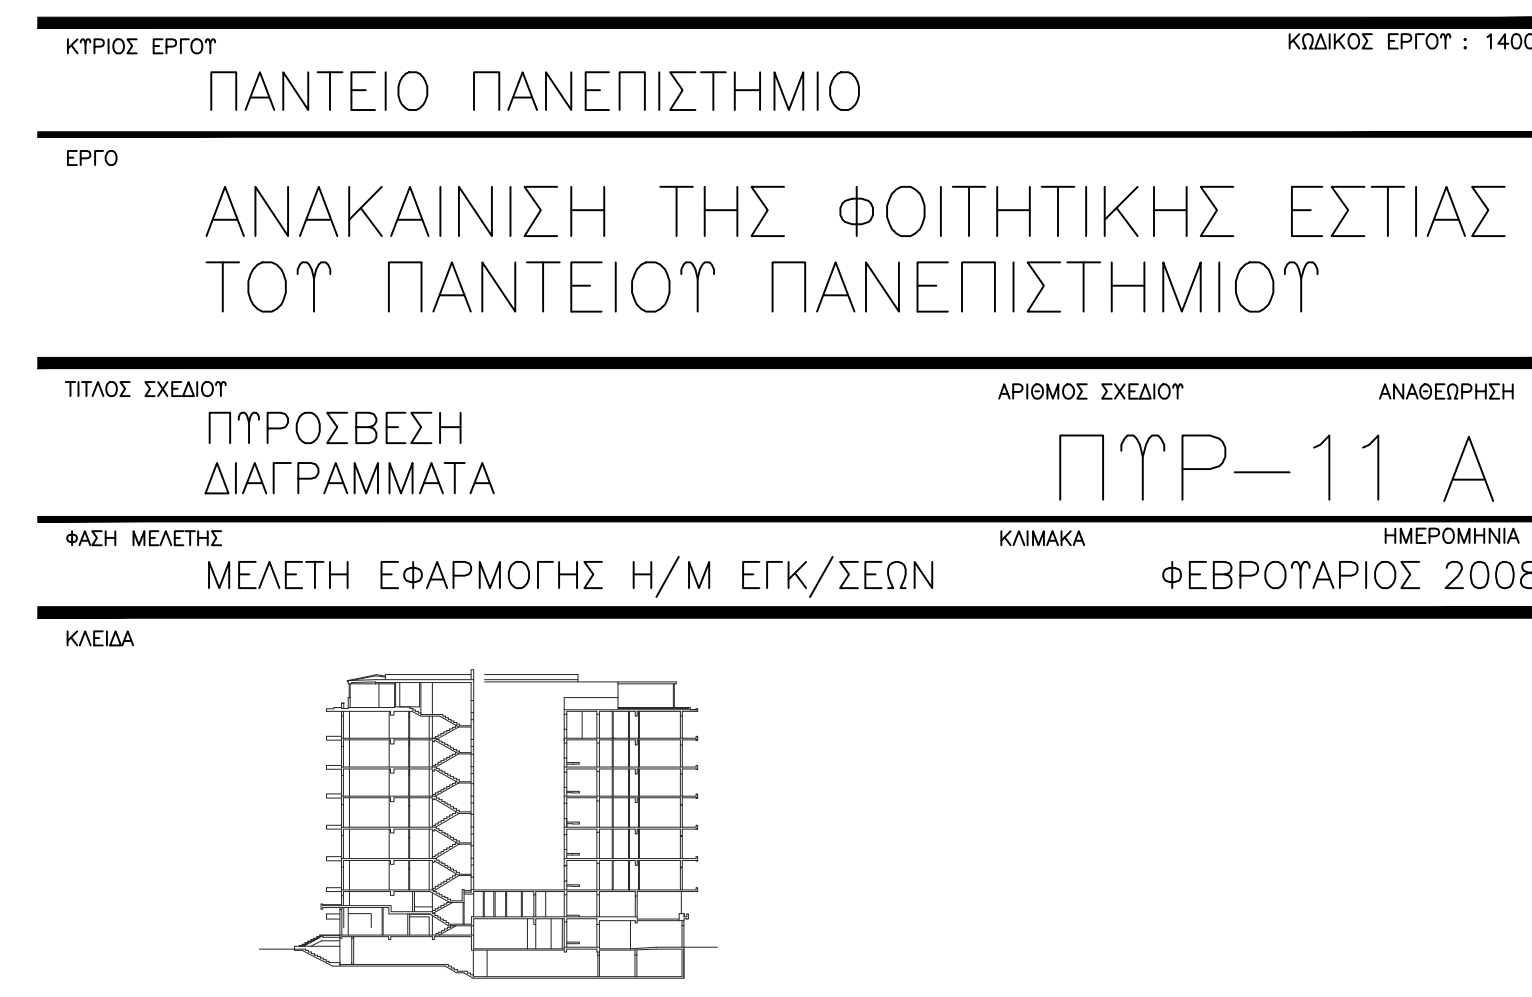 ΚΥΡΙΟΣ ΕΡΓΟΥ
ΚΩΔΙΚΟΣ ΕΡΓΟΥ : 1400
ΠΑΝΤΕΙΟ ΠΑΝΕΠΙΣΤΗΜΙΟ
ΕΡΓΟ
ΑΝΑΚΑΙΝΙΣΗ ΤΗΣ ΦΟΙΤΗΤΙΚΗΣ ΕΣΤΙΑΣ
ΤΟΥ ΠΑΝΤΕΙΟΥ ΠΑΝΕΠΙΣΤΗΜΙΟΥ
ΤΙΤΛΟΣ ΣΧΕΔΙΟΥ
ΠΥΡΟΣΒΕΣΗ
ΔΙΑΓΡΑΜΜΑΤΑ
ΑΡΙΘΜΟΣ ΣΧΕΔΙΟΥ
ΑΝΑΘΕΩΡΗΣΗ
ΠΥΡ-11 Α
ΦΑΣΗ ΜΕΛΕΤΗΣ
ΜΕΛΕΤΗ ΕΦΑΡΜΟΓΗΣ Η/Μ ΕΓΚ/ΣΕΩΝ
ΚΛΙΜΑΚΑ
ΗΜΕΡΟΜΗΝΙΑ
ΦΕΒΡΟΥΑΡΙΟΣ 2008
ΚΛΕΙΔΑ